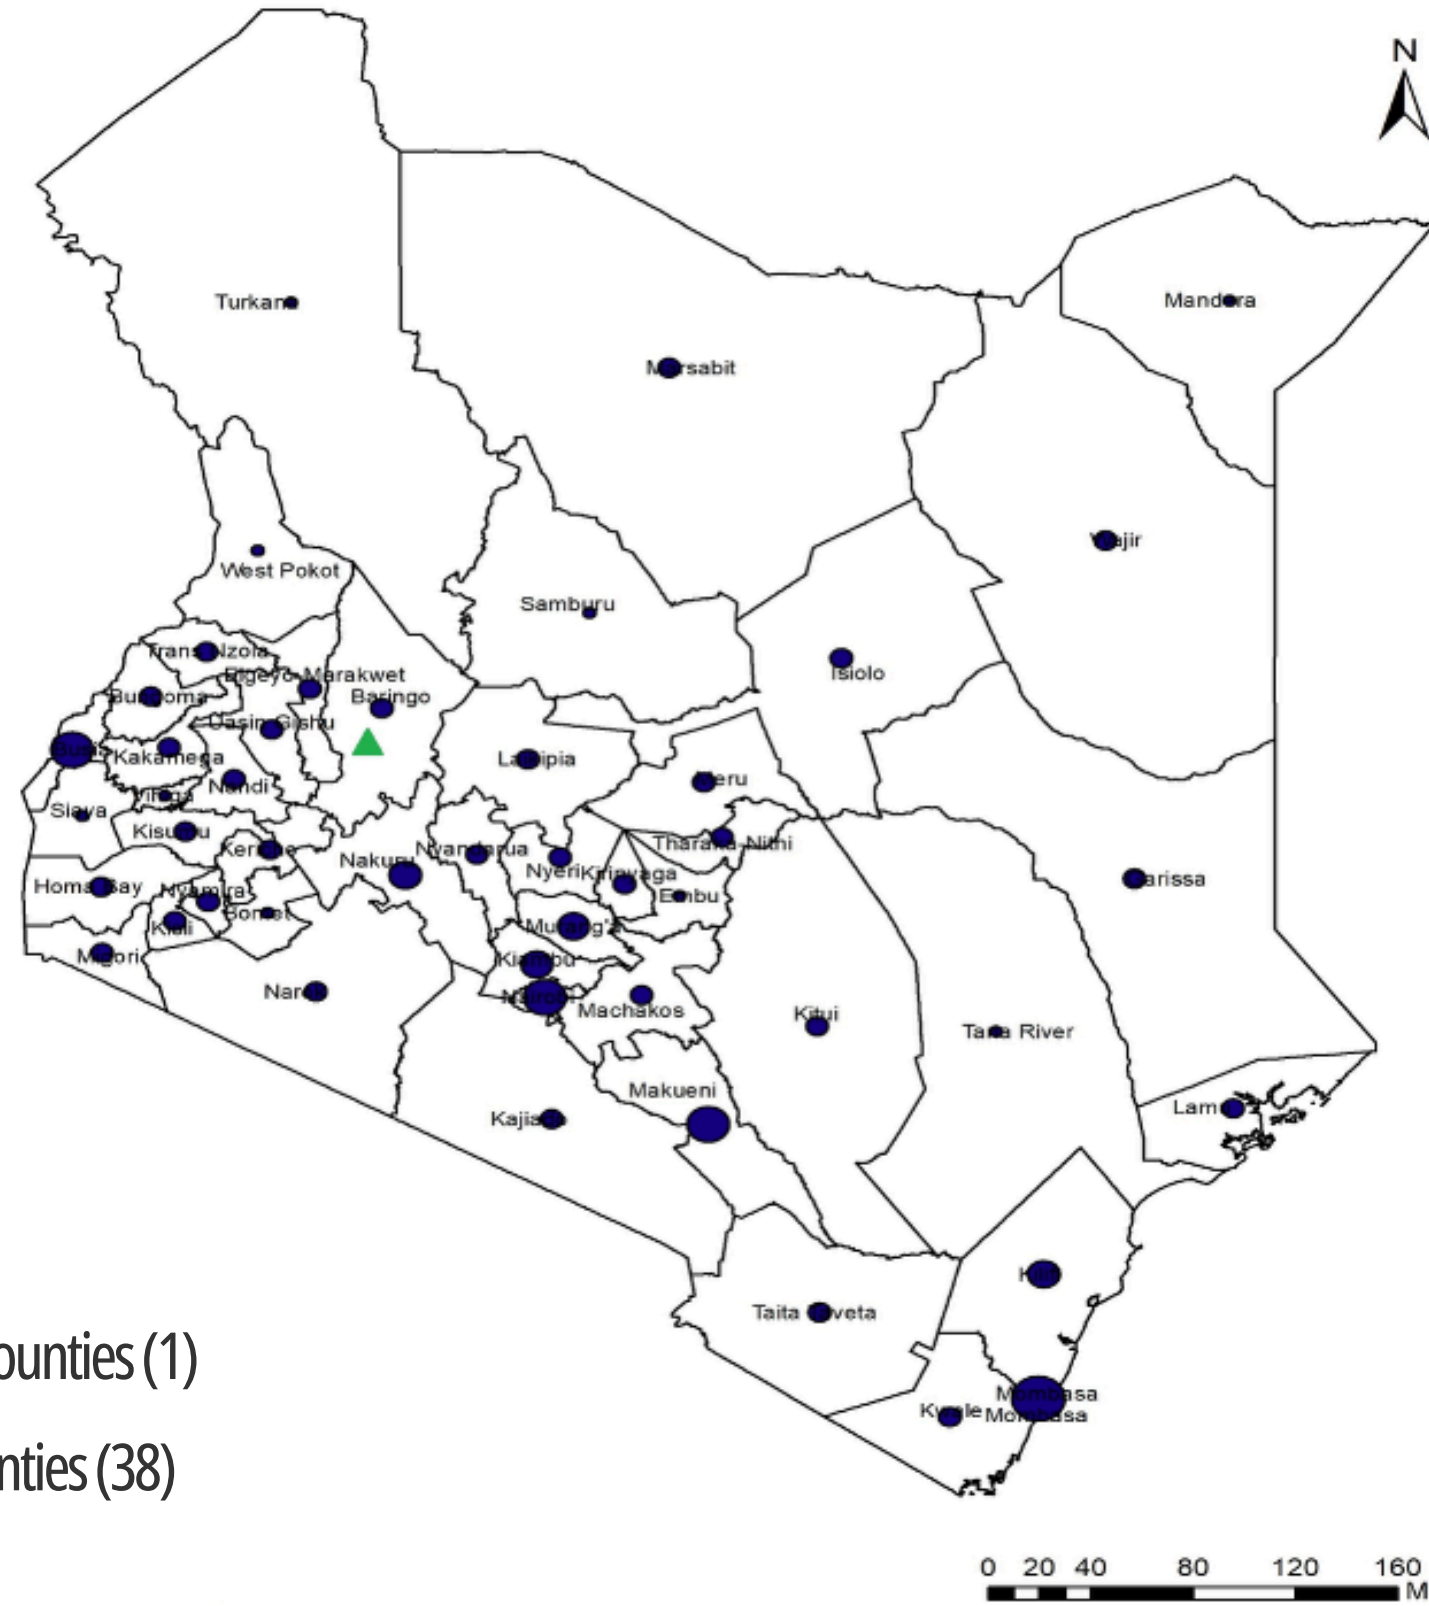 N
Turkana
Mandera
Marsabit
Wajir
West Pokot
Samburu
Trans Nzoia
Isiolo
Elgeyo-Marakwet
Bungoma
Baringo
Uasin Gishu
Busia
Kakamega
Laikipia
Nandi
Meru
Vihiga
Siaya
Kisumu
Tharaka-Nithi
Kericho
Nyandarua
Nakuru
Nyeri
Kirinyaga
Garissa
Homa Bay
Nyamira
Embu
Bomet
Kisii
Murang'a
Migori
Kiambu
Narok
Nairobi
Machakos
Kitui
Tana River
Makueni
Lamu
Kajiado
Kilifi
Taita Taveta
ounties (1)
Mombasa
Kwale
Mombasa
nties (38)
0 20 40 80 120 160
M